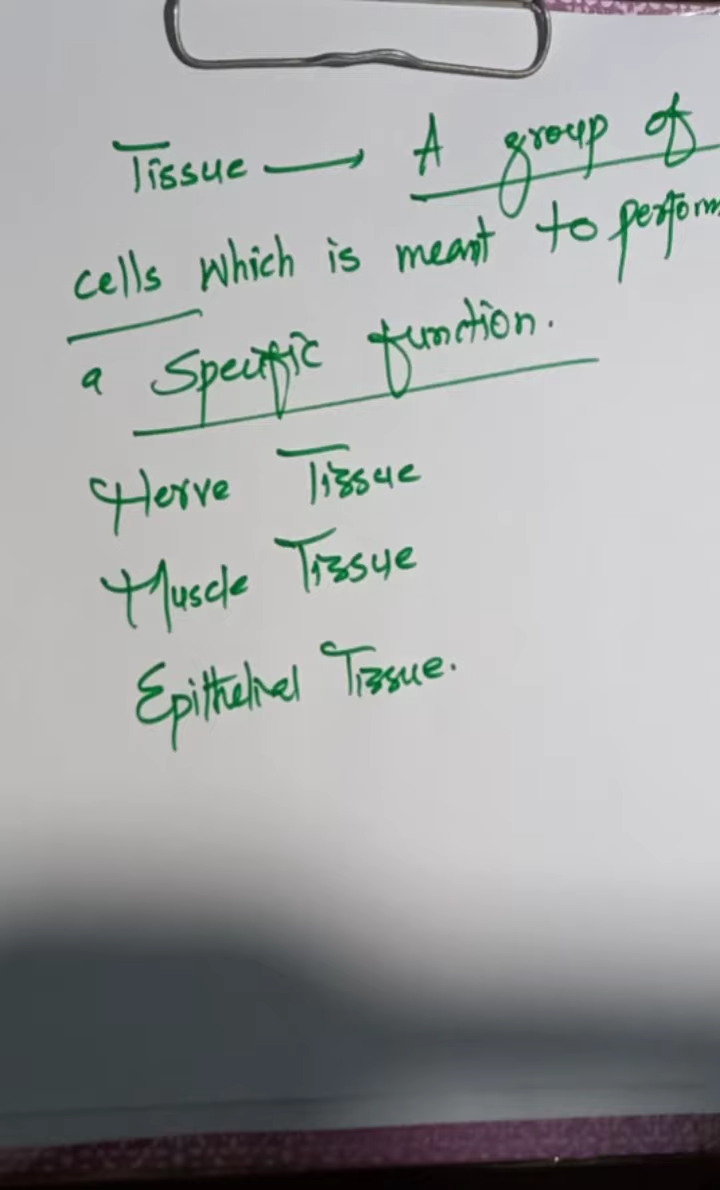 Tissue → A group of
cells which is meant to perform
a specific function.
Nerve Tissue
Muscle Tissue
Epithelial Tissue.